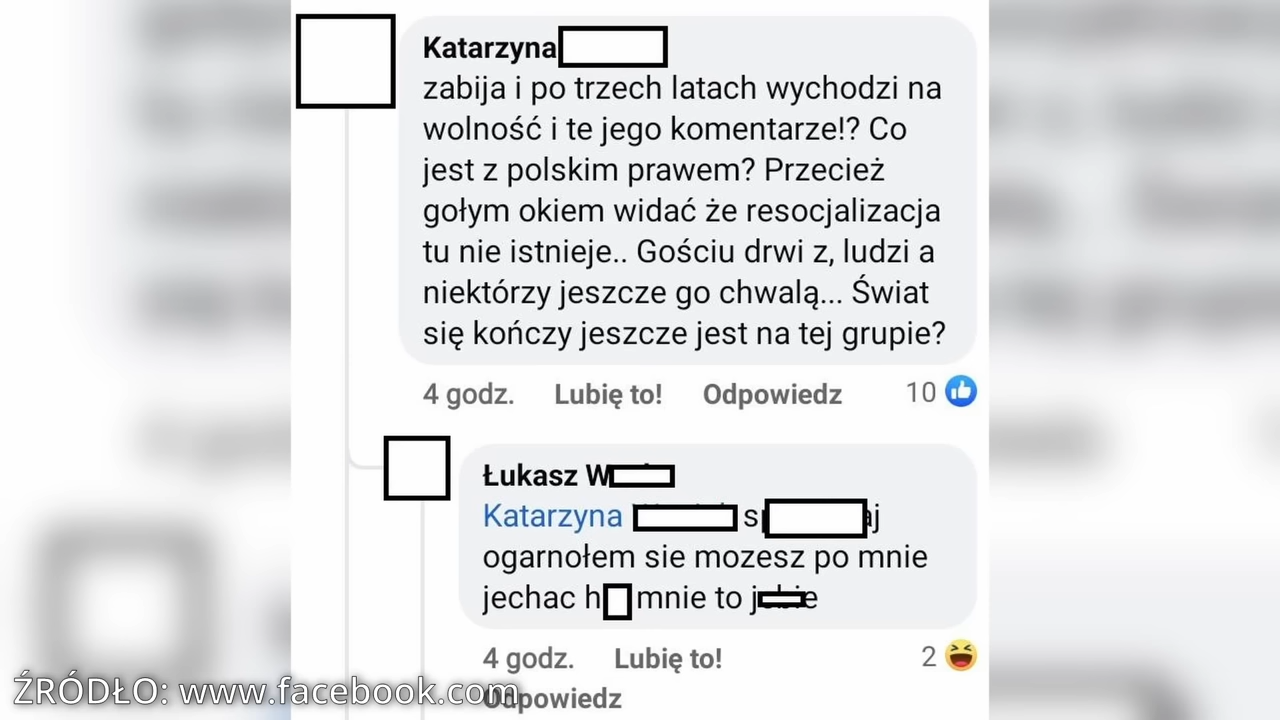 Katarzyna
zabija i po trzech latach wychodzi na
wolność i te jego komentarze!? Co
jest z polskim prawem? Przecież
gołym okiem widać że resocjalizacja
tu nie istnieje.. Gościu drwi z, ludzi a
niektórzy jeszcze go chwalą... Świat
się kończy jeszcze jest na tej grupie?
4 godz. Lubię to! Odpowiedz 10
Łukasz W
Katarzyna s aj
ogarnołem sie mozesz po mnie
jechac h mnie to j e
4 godz. Lubię to! 2
Odpowiedz
ŹRÓDŁO: www.facebook.com